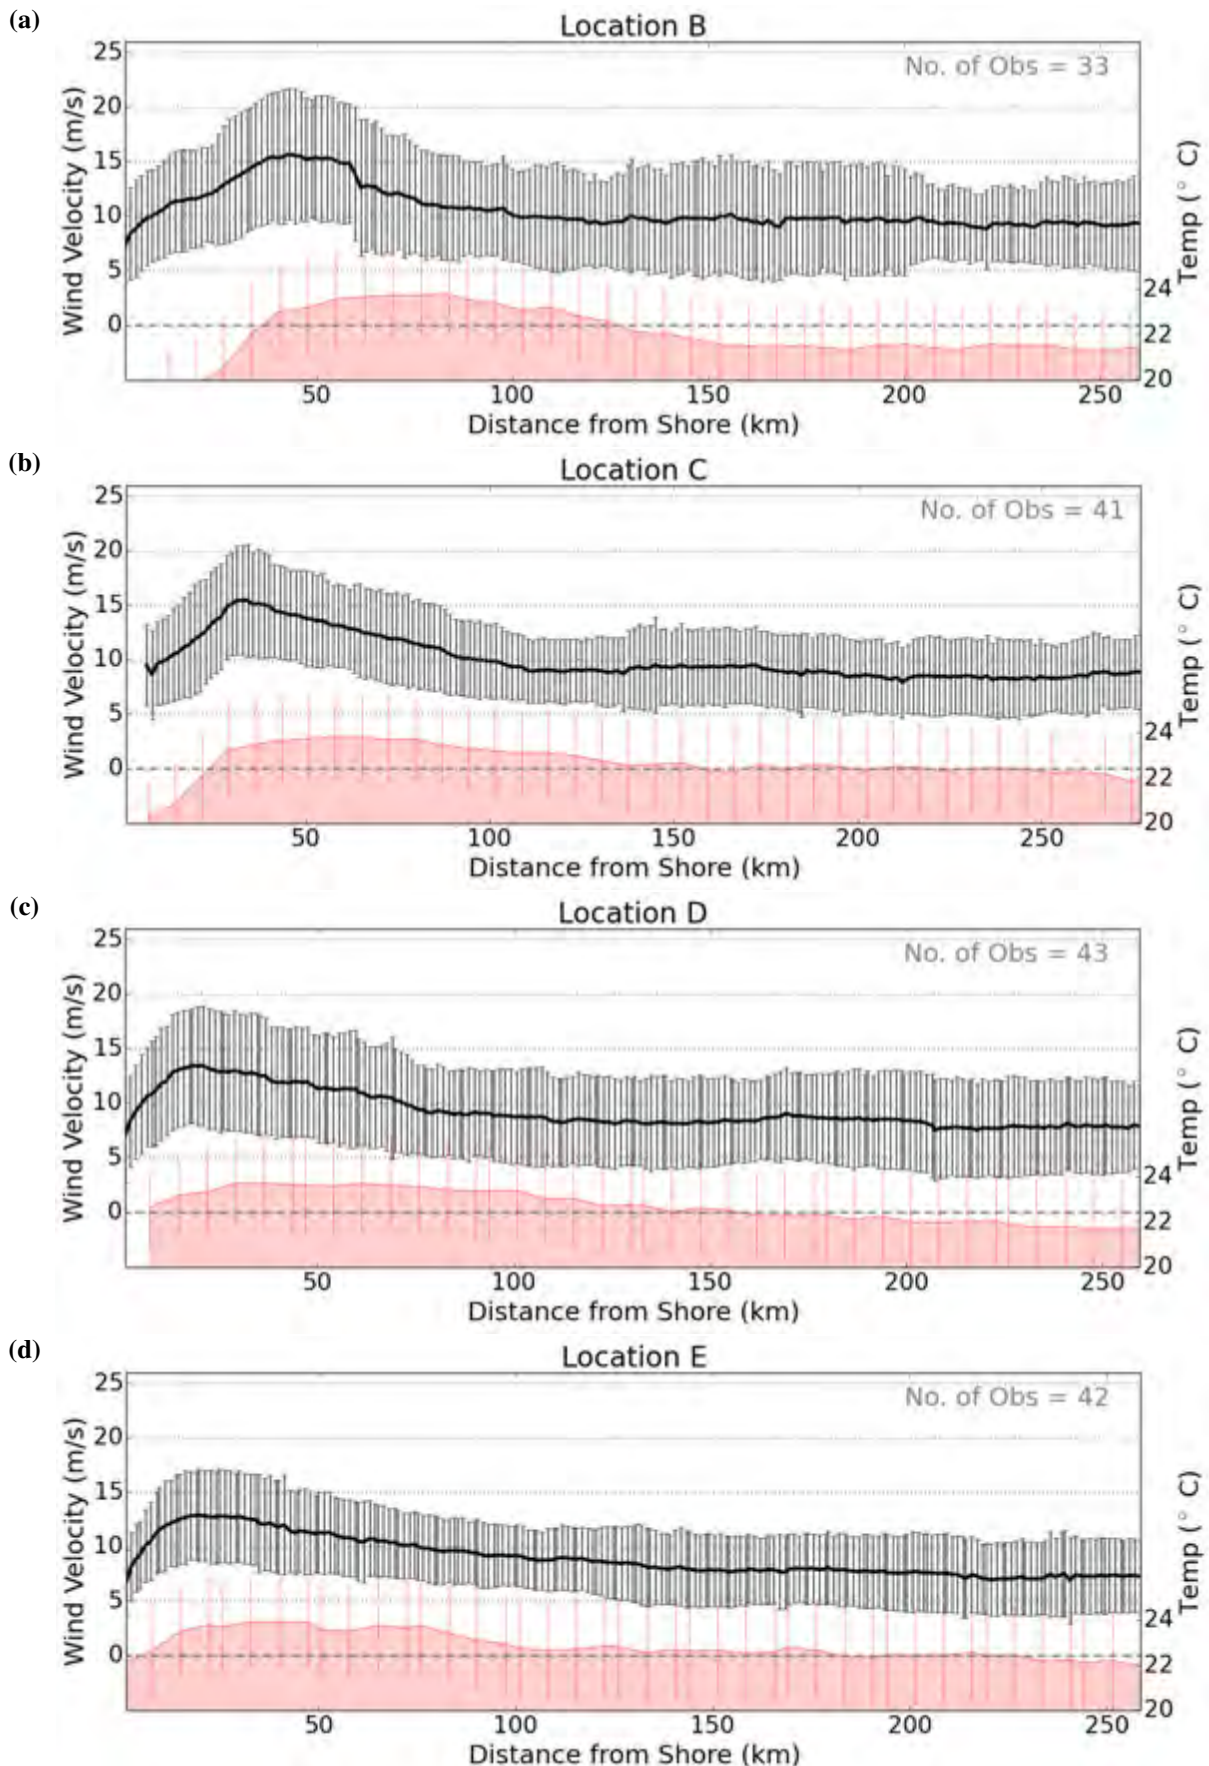 (a)
Location B
No. of Obs = 33
Wind Velocity (m/s)
25
20
15
10
5
0
Temp (° C)
24
22
20
50 100 150 200 250
Distance from Shore (km)
(b)
Location C
No. of Obs = 41
Wind Velocity (m/s)
25
20
15
10
5
0
Temp (° C)
24
22
20
50 100 150 200 250
Distance from Shore (km)
(c)
Location D
No. of Obs = 43
Wind Velocity (m/s)
25
20
15
10
5
0
Temp (° C)
24
22
20
50 100 150 200 250
Distance from Shore (km)
(d)
Location E
No. of Obs = 42
Wind Velocity (m/s)
25
20
15
10
5
0
Temp (° C)
24
22
20
50 100 150 200 250
Distance from Shore (km)